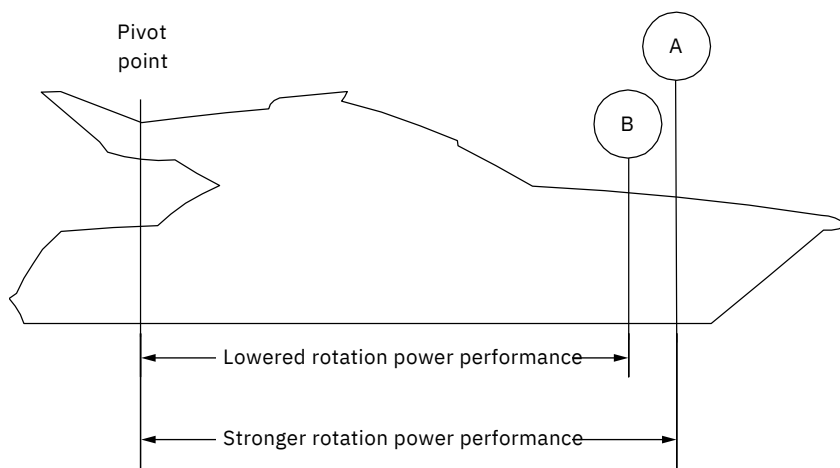 Pivot
point
A
B
Lowered rotation power performance
Stronger rotation power performance